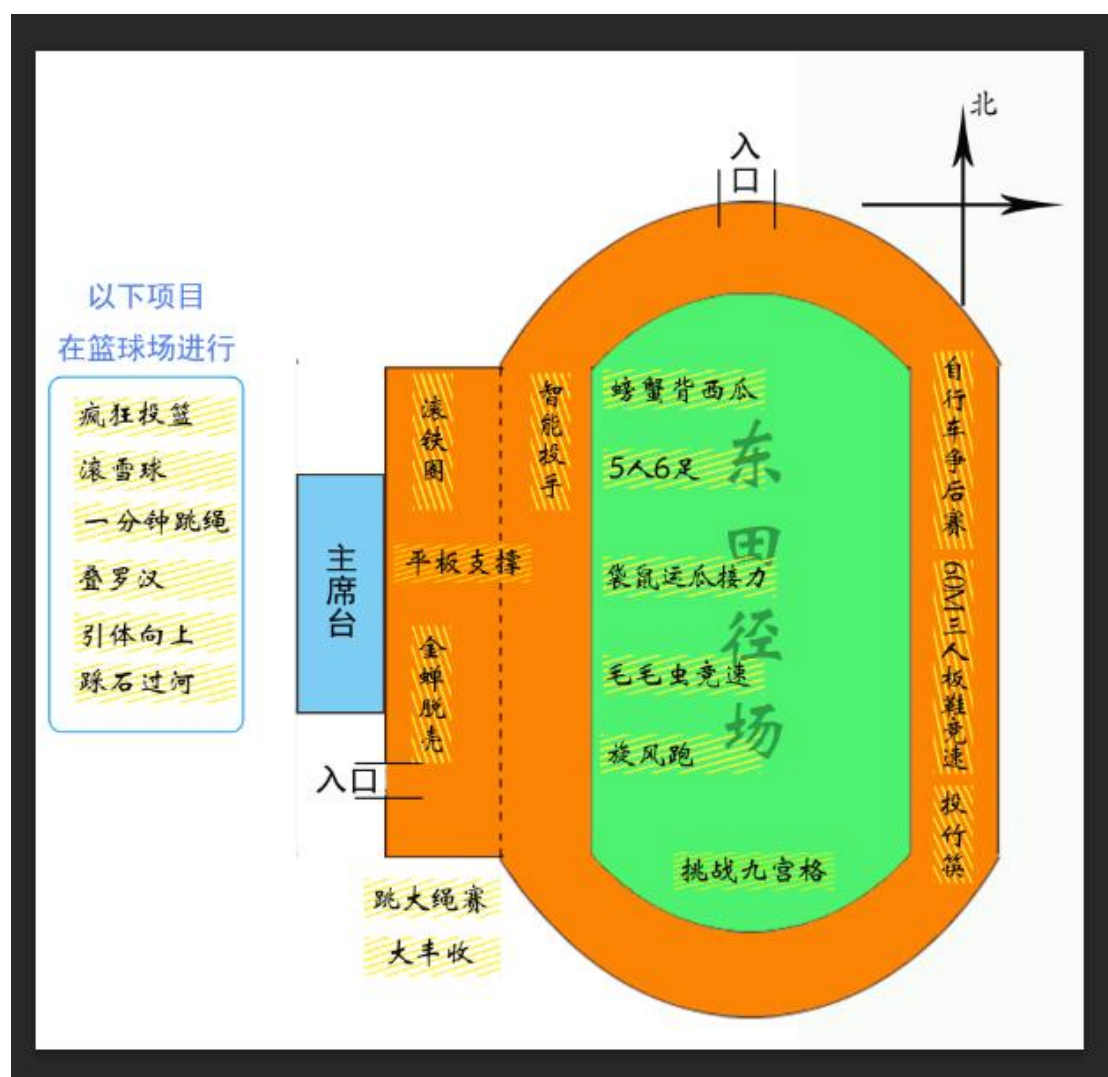 北
入
口
以下项目
在篮球场进行
疯狂投篮
滚雪球
一分钟跳绳
叠罗汉
引体向上
踩石过河
主席台
滚铁圈
平板支撑
金蝉脱壳
入口
智能投手
螃蟹背西瓜
5人6足
袋鼠运瓜接力
毛毛虫竞速
旋风跑
挑战九宫格
东田径场
自行车争后赛
60M三人板鞋竞速
投竹筷
跳大绳赛
大丰收